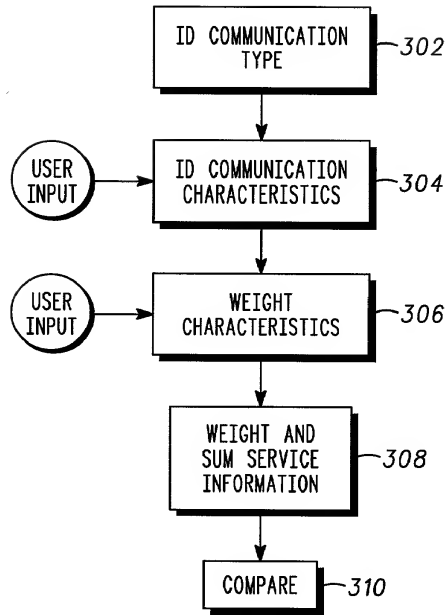 ID COMMUNICATION
TYPE
302
USER
INPUT
ID COMMUNICATION
CHARACTERISTICS
304
USER
INPUT
WEIGHT
CHARACTERISTICS
306
WEIGHT AND
SUM SERVICE
INFORMATION
308
COMPARE
310